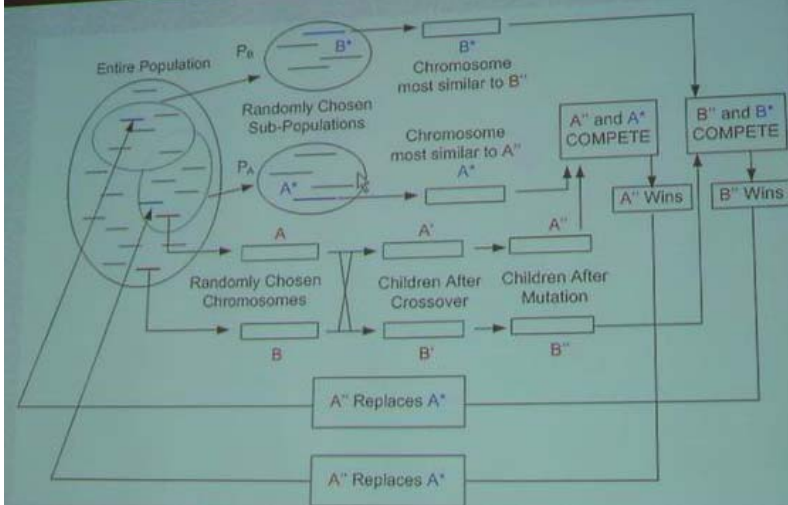 P_B
B*
B*
Entire Population
Chromosome
most similar to B''
Randomly Chosen
Sub-Populations
A'' and A*
COMPETE
B'' and B*
COMPETE
Chromosome
most similar to A''
P_A
A*
A*
A'' Wins
B'' Wins
A
A'
A''
Randomly Chosen
Chromosomes
Children After
Crossover
Children After
Mutation
B
B'
B''
A'' Replaces A*
A'' Replaces A*